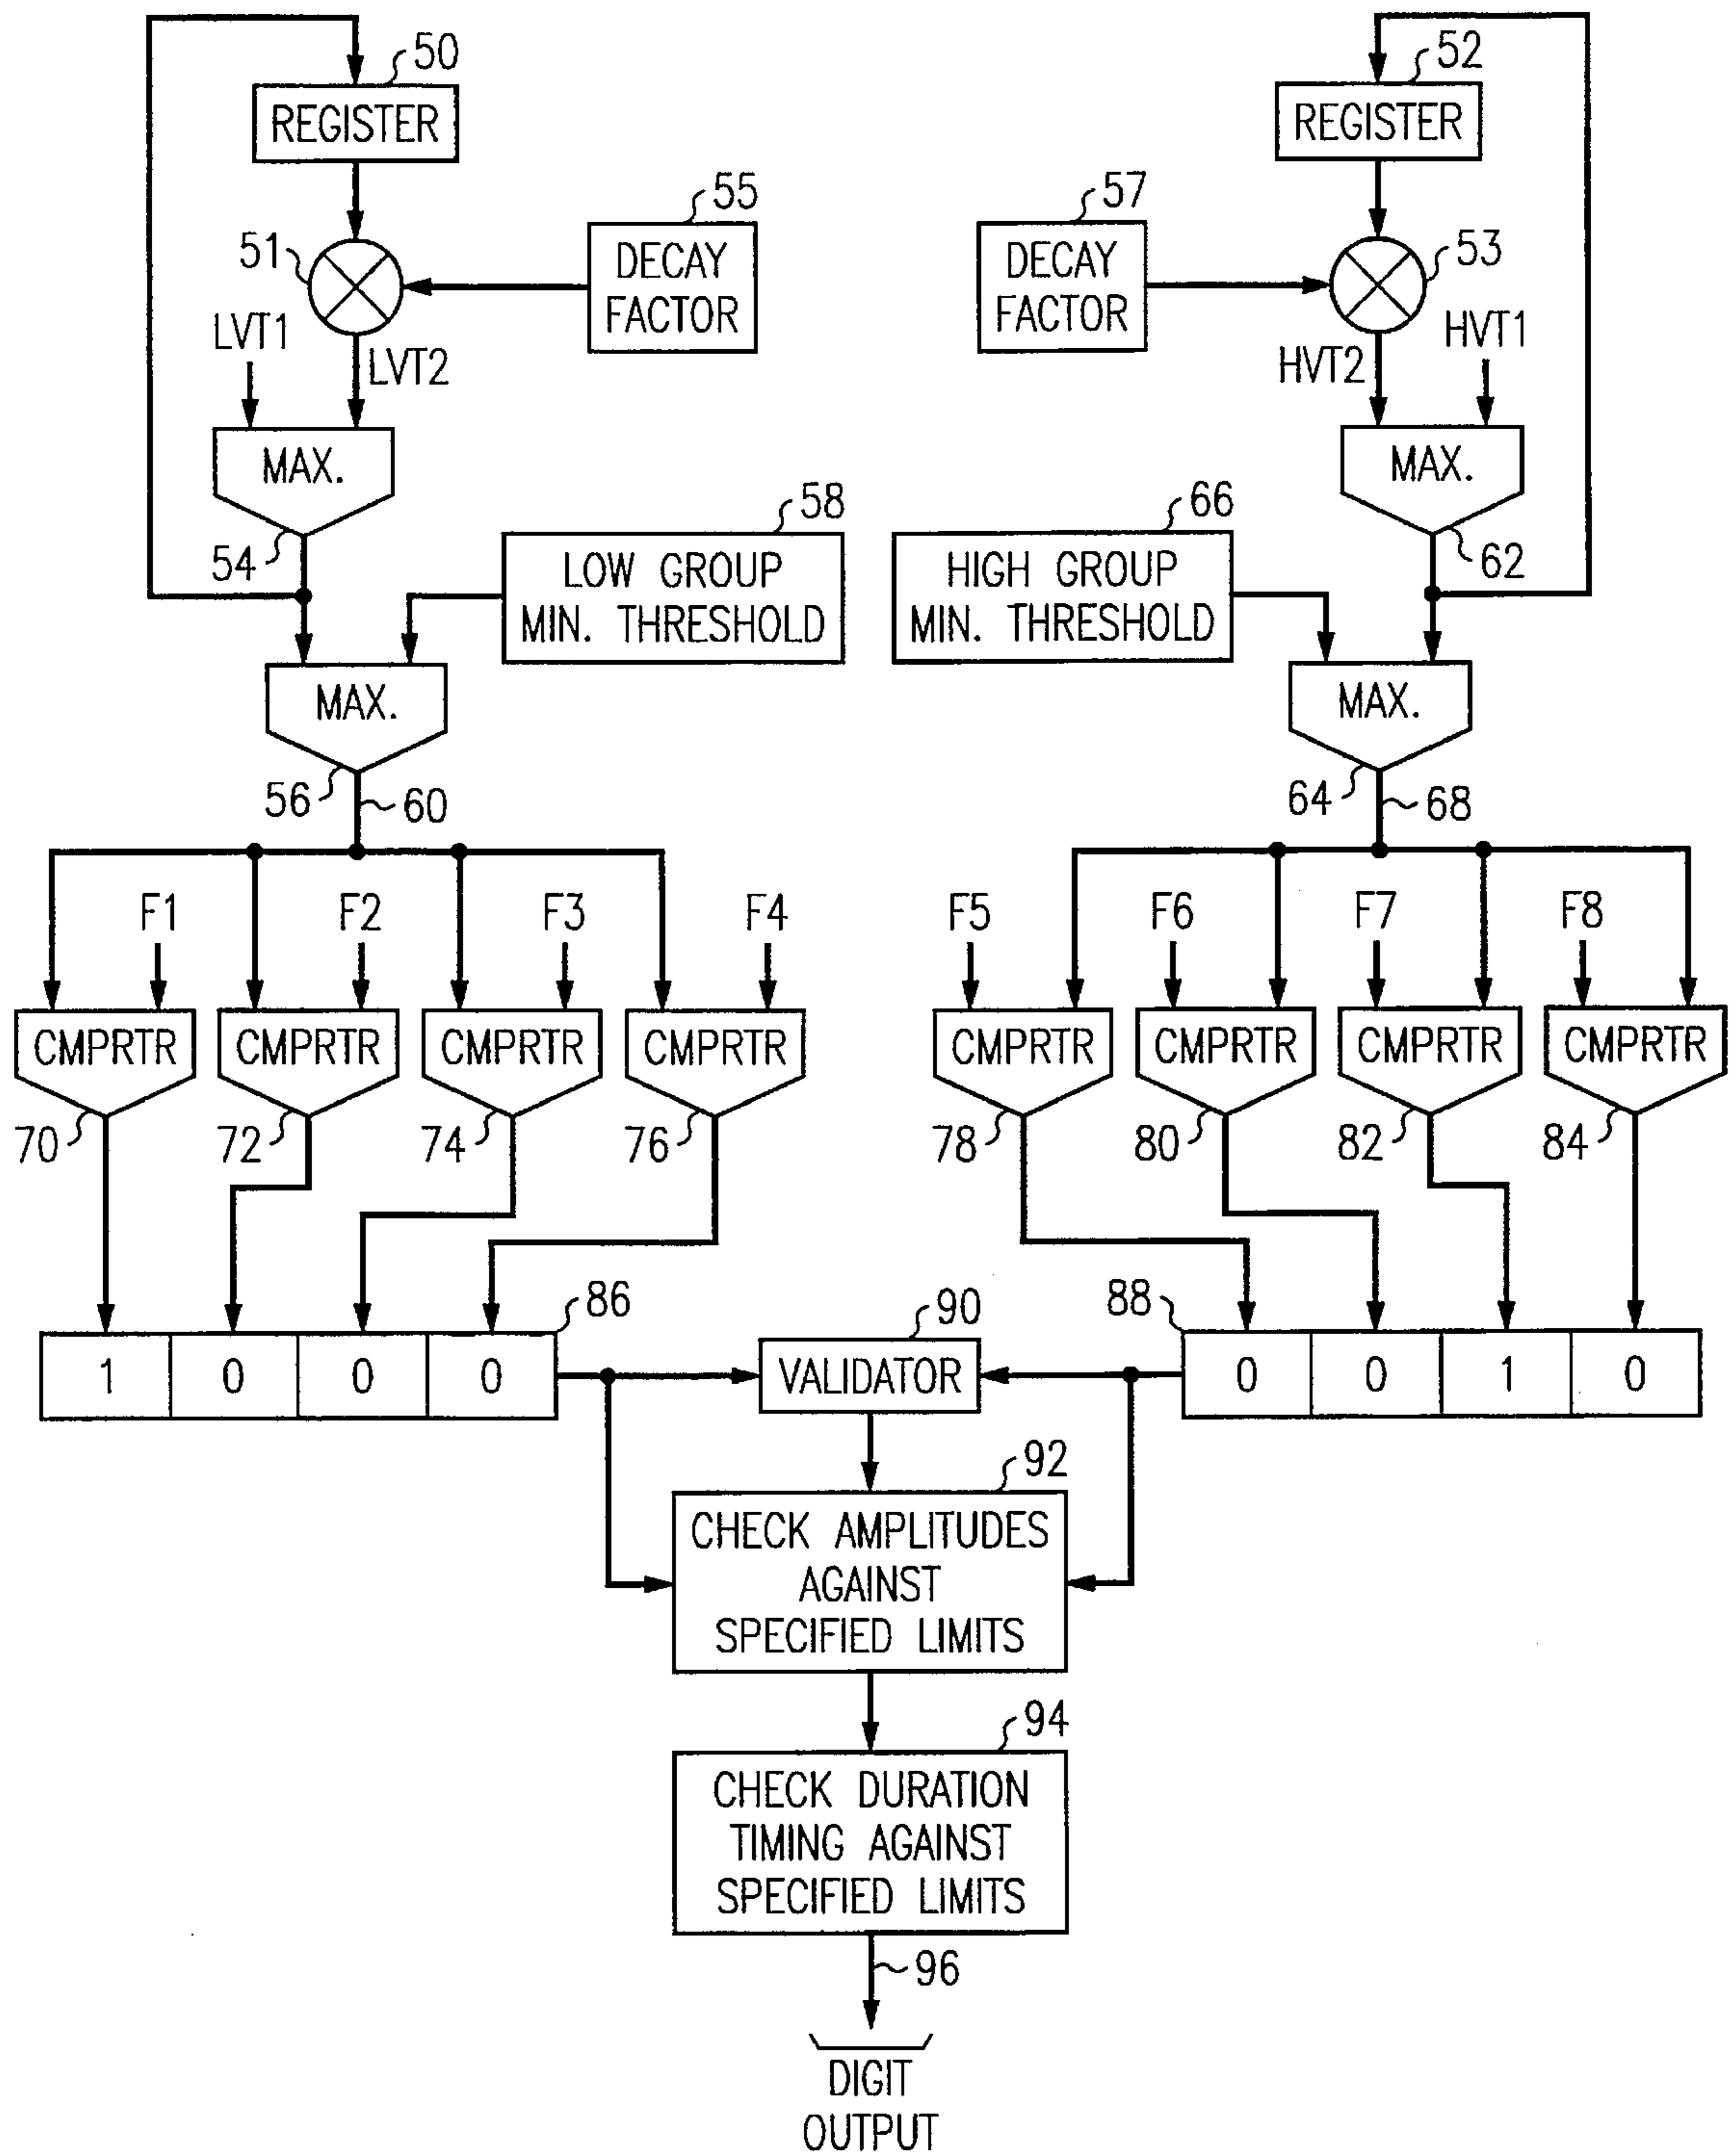 50
52
REGISTER
REGISTER
55
57
51
DECAY
FACTOR
DECAY
FACTOR
53
LVT1
LVT2
HVT2
HVT1
MAX.
MAX.
58
66
54
LOW GROUP
MIN. THRESHOLD
HIGH GROUP
MIN. THRESHOLD
62
MAX.
MAX.
56
60
64
68
F1
F2
F3
F4
F5
F6
F7
F8
CMPRTR
CMPRTR
CMPRTR
CMPRTR
CMPRTR
CMPRTR
CMPRTR
CMPRTR
70
72
74
76
78
80
82
84
86
90
88
1
0
0
0
VALIDATOR
0
0
1
0
92
CHECK AMPLITUDES
AGAINST
SPECIFIED LIMITS
94
CHECK DURATION
TIMING AGAINST
SPECIFIED LIMITS
96
DIGIT
OUTPUT